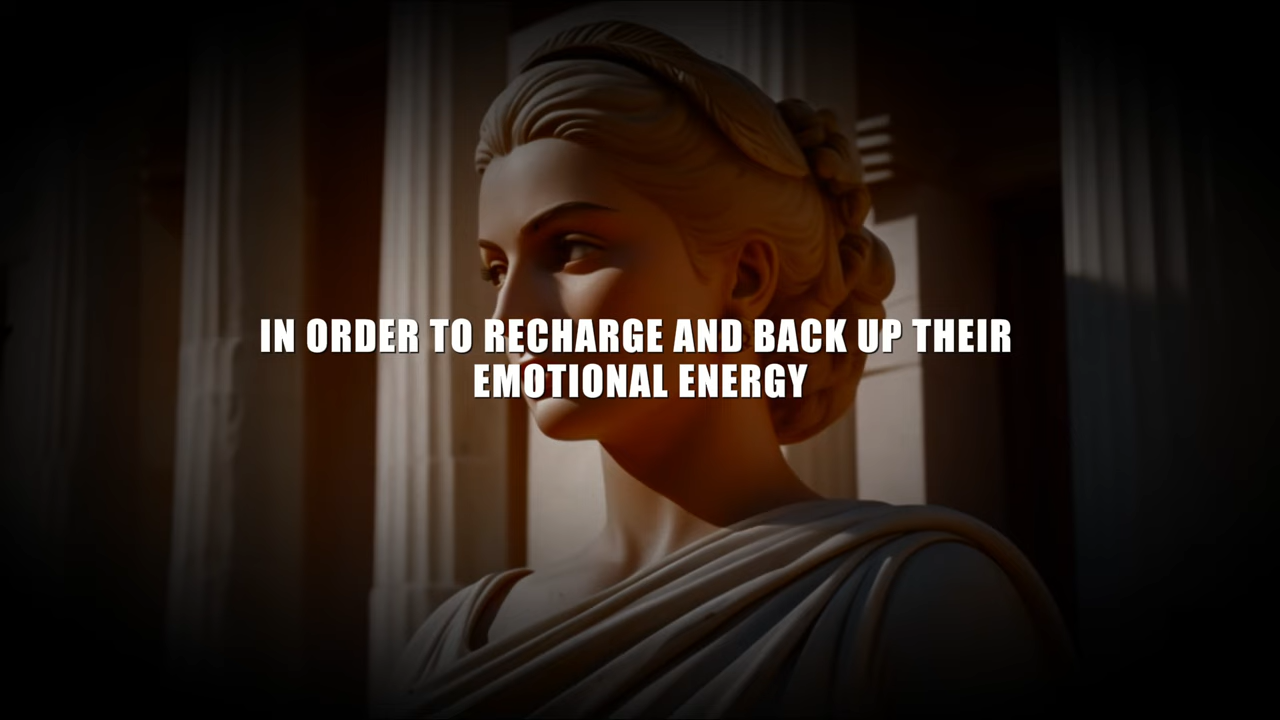 IN ORDER TO RECHARGE AND BACK UP THEIR
EMOTIONAL ENERGY